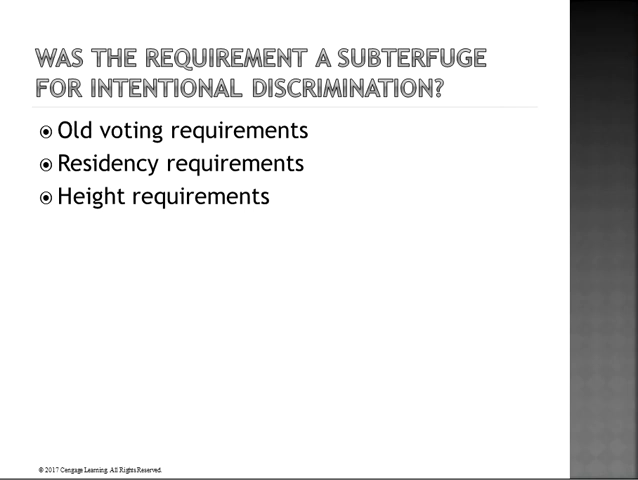 WAS THE REQUIREMENT A SUBTERFUGE
FOR INTENTIONAL DISCRIMINATION?
Old voting requirements
Residency requirements
Height requirements
© 2017 Cengage Learning. All Rights Reserved.